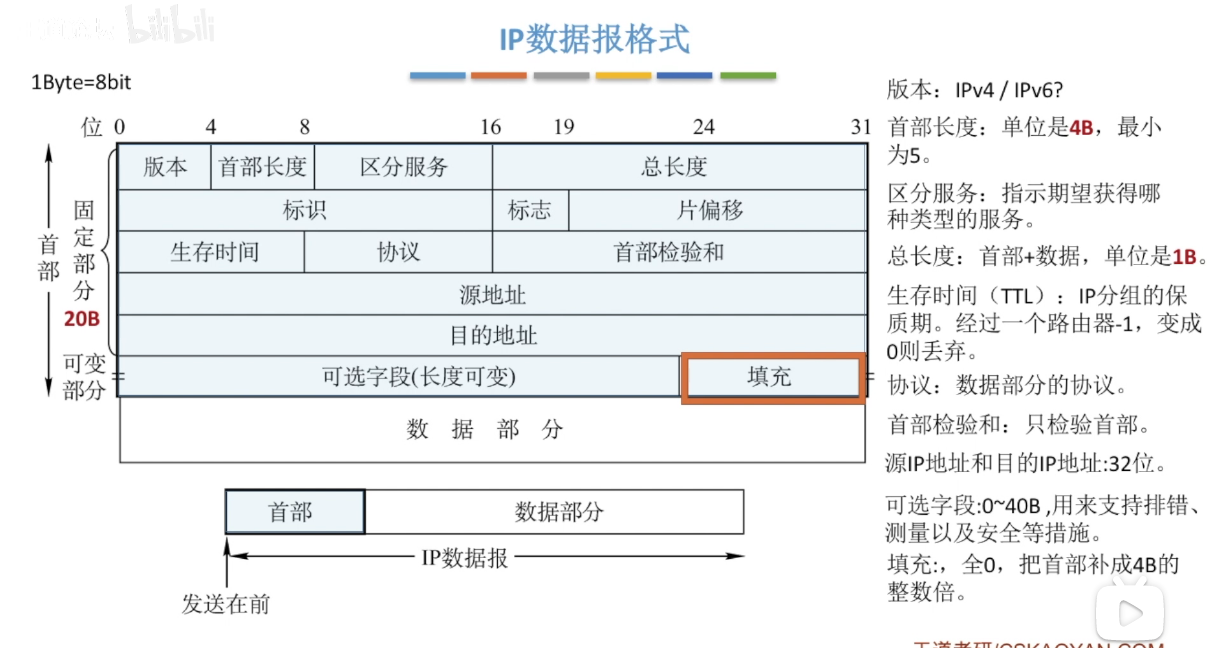 bilibili
IP数据报格式
1Byte=8bit
位 0 4 8 16 19 24 31
版本 首部长度 区分服务 总长度
标识 标志 片偏移
生存时间 协议 首部检验和
源地址
目的地址
可选字段(长度可变) 填充
数 据 部 分
首部
固定部分
20B
可变
部分
首部 数据部分
IP数据报
发送在前
版本：IPv4 / IPv6?
首部长度：单位是4B，最小
为5。
区分服务：指示期望获得哪
种类型的服务。
总长度：首部+数据，单位是1B。
生存时间（TTL）：IP分组的保
质期。经过一个路由器-1，变成
0则丢弃。
协议：数据部分的协议。
首部检验和：只检验首部。
源IP地址和目的IP地址:32位。
可选字段:0~40B ,用来支持排错、
测量以及安全等措施。
填充:，全0，把首部补成4B的
整数倍。
王道考研/CSKAOYAN.COM